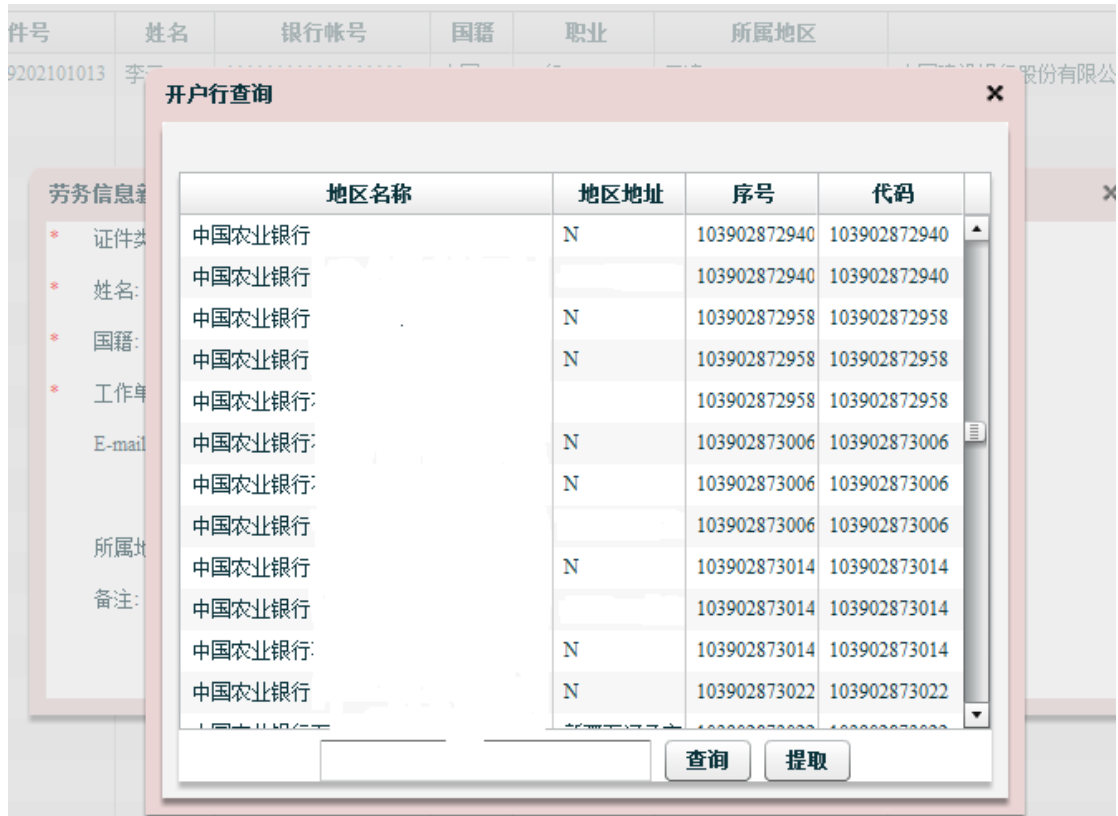 件号 姓名 银行帐号 国籍 职业 所属地区
9202101013 李
股份有限公
开户行查询
劳务信息
地区名称 地区地址 序号 代码
中国农业银行 N 103902872940 103902872940
中国农业银行 103902872940 103902872940
中国农业银行 N 103902872958 103902872958
中国农业银行 N 103902872958 103902872958
中国农业银行 103902872958 103902872958
中国农业银行 N 103902873006 103902873006
中国农业银行 N 103902873006 103902873006
中国农业银行 103902873006 103902873006
中国农业银行 N 103902873014 103902873014
中国农业银行 103902873014 103902873014
中国农业银行 N 103902873014 103902873014
中国农业银行 N 103902873022 103902873022
* 证件类
* 姓名:
* 国籍:
* 工作单
E-mail
所属地
备注:
查询 提取